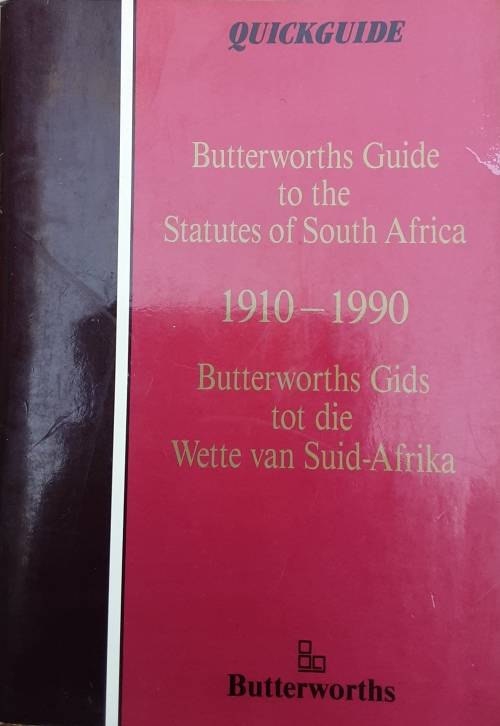 QUICKGUIDE
Butterworths Guide
to the
Statutes of South Africa
1910–1990
Butterworths Gids
tot die
Wette van Suid-Afrika
Butterworths